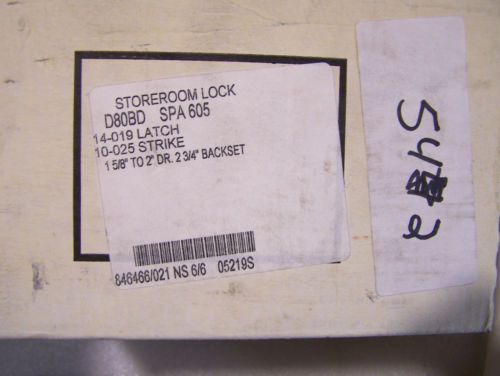 STOREROOM LOCK
D80BD SPA 605
14-019 LATCH
10-025 STRIKE
1 5/8" TO 2" DR. 2 3/4" BACKSET
846466/021 NS 6/6 05219S